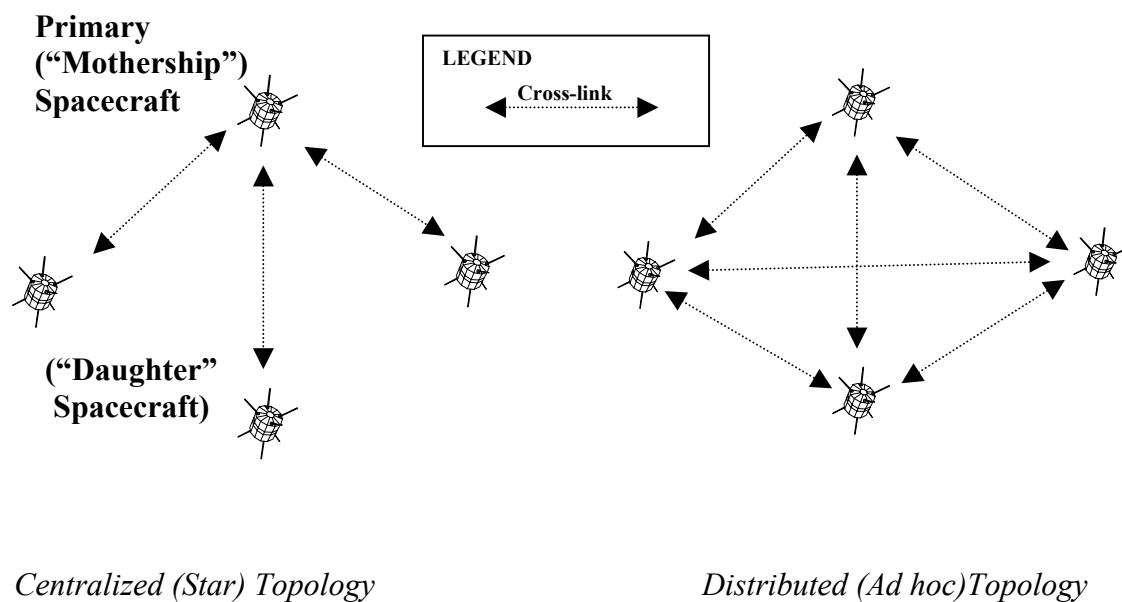 Primary
(“Mothership”)
Spacecraft
LEGEND
Cross-link
(“Daughter”
Spacecraft)
Centralized (Star) Topology
Distributed (Ad hoc)Topology